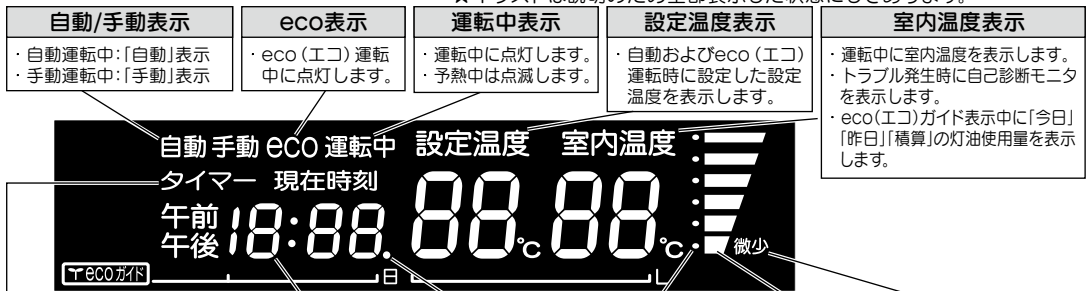 ★イラストは説明のため全部表示した状態にしてあります。
自動/手動表示
・自動運転中:「自動」表示
・手動運転中:「手動」表示
eco表示
・eco(エコ)運転
中に点灯します。
運転中表示
・運転中に点灯します。
・予熱中は点滅します。
設定温度表示
・自動およびeco(エコ)
運転時に設定した設定
温度を表示します。
室内温度表示
・運転中に室内温度を表示します。
・トラブル発生時に自己診断モニタ
を表示します。
・eco(エコ)ガイド表示中に「今日」
「昨日」「積算」の灯油使用量を表示
します。
自動 手動 eco 運転中 設定温度 室内温度
タイマー 現在時刻
午前
午後
18:88. 88℃ 88℃
微少
ecoガイド 日 L